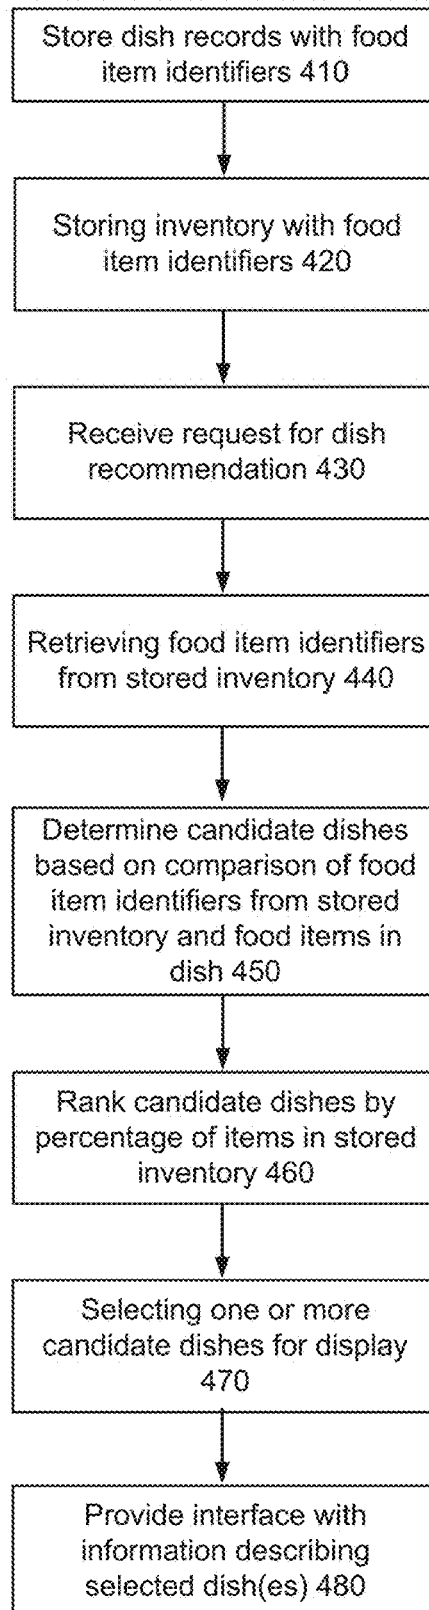 Store dish records with food
item identifiers 410
Storing inventory with food
item identifiers 420
Receive request for dish
recommendation 430
Retrieving food item identifiers
from stored inventory 440
Determine candidate dishes
based on comparison of food
item identifiers from stored
inventory and food items in
dish 450
Rank candidate dishes by
percentage of items in stored
inventory 460
Selecting one or more
candidate dishes for display
470
Provide interface with
information describing
selected dish(es) 480